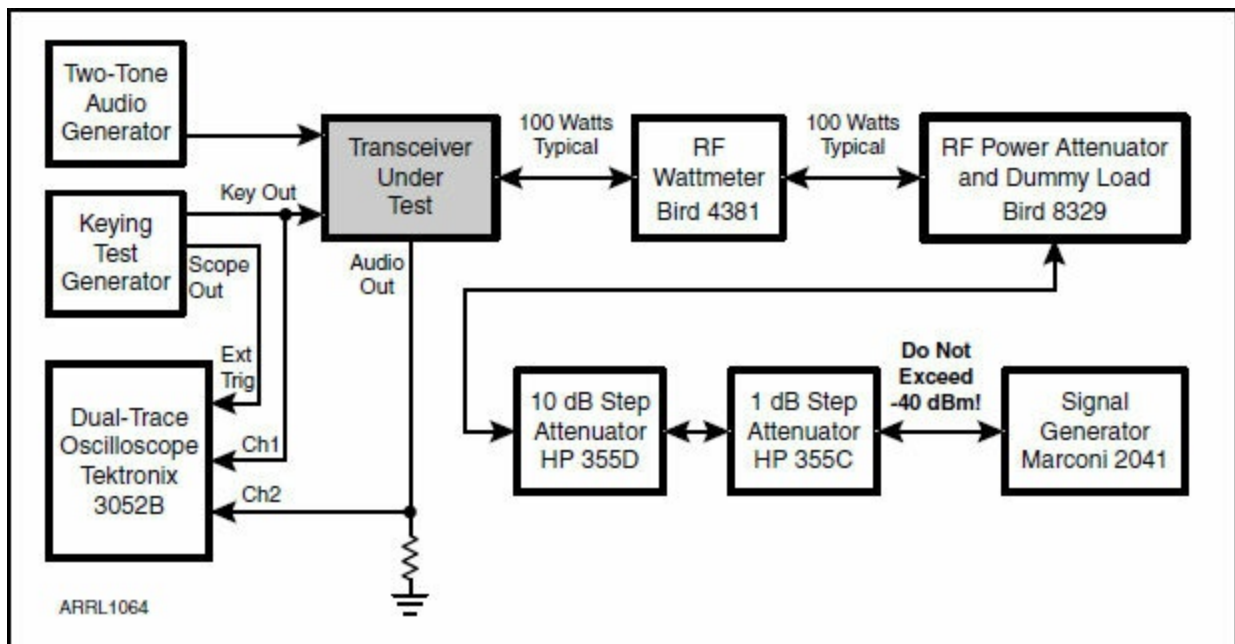 Two-Tone
Audio
Generator
Transceiver
Under
Test
100 Watts
Typical
RF
Wattmeter
Bird 4381
100 Watts
Typical
RF Power Attenuator
and Dummy Load
Bird 8329
Key Out
Keying
Test
Generator
Scope
Out
Audio
Out
Ext
Trig
Dual-Trace
Oscilloscope
Tektronix
3052B
Ch1
Ch2
10 dB Step
Attenuator
HP 355D
1 dB Step
Attenuator
HP 355C
Do Not
Exceed
-40 dBm!
Signal
Generator
Marconi 2041
ARRL1064